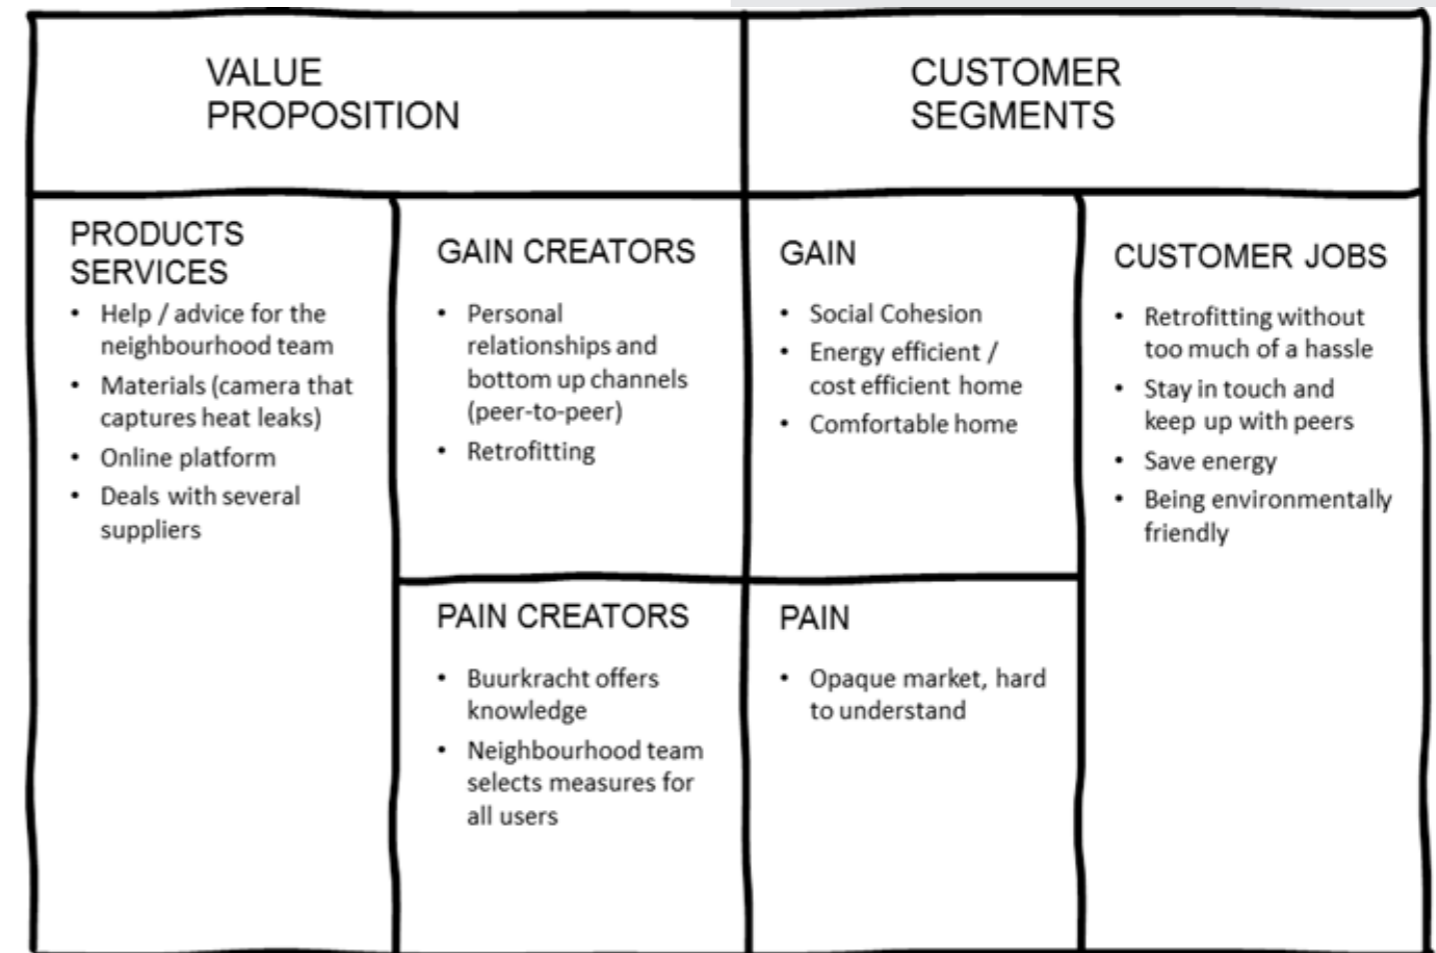 VALUE
PROPOSITION
CUSTOMER
SEGMENTS
PRODUCTS
SERVICES
• Help / advice for the
neighbourhood team
• Materials (camera that
captures heat leaks)
• Online platform
• Deals with several
suppliers
GAIN CREATORS
• Personal
relationships and
bottom up channels
(peer-to-peer)
• Retrofitting
PAIN CREATORS
• Buurkracht offers
knowledge
• Neighbourhood team
selects measures for
all users
GAIN
• Social Cohesion
• Energy efficient /
cost efficient home
• Comfortable home
PAIN
• Opaque market, hard
to understand
CUSTOMER JOBS
• Retrofitting without
too much of a hassle
• Stay in touch and
keep up with peers
• Save energy
• Being environmentally
friendly